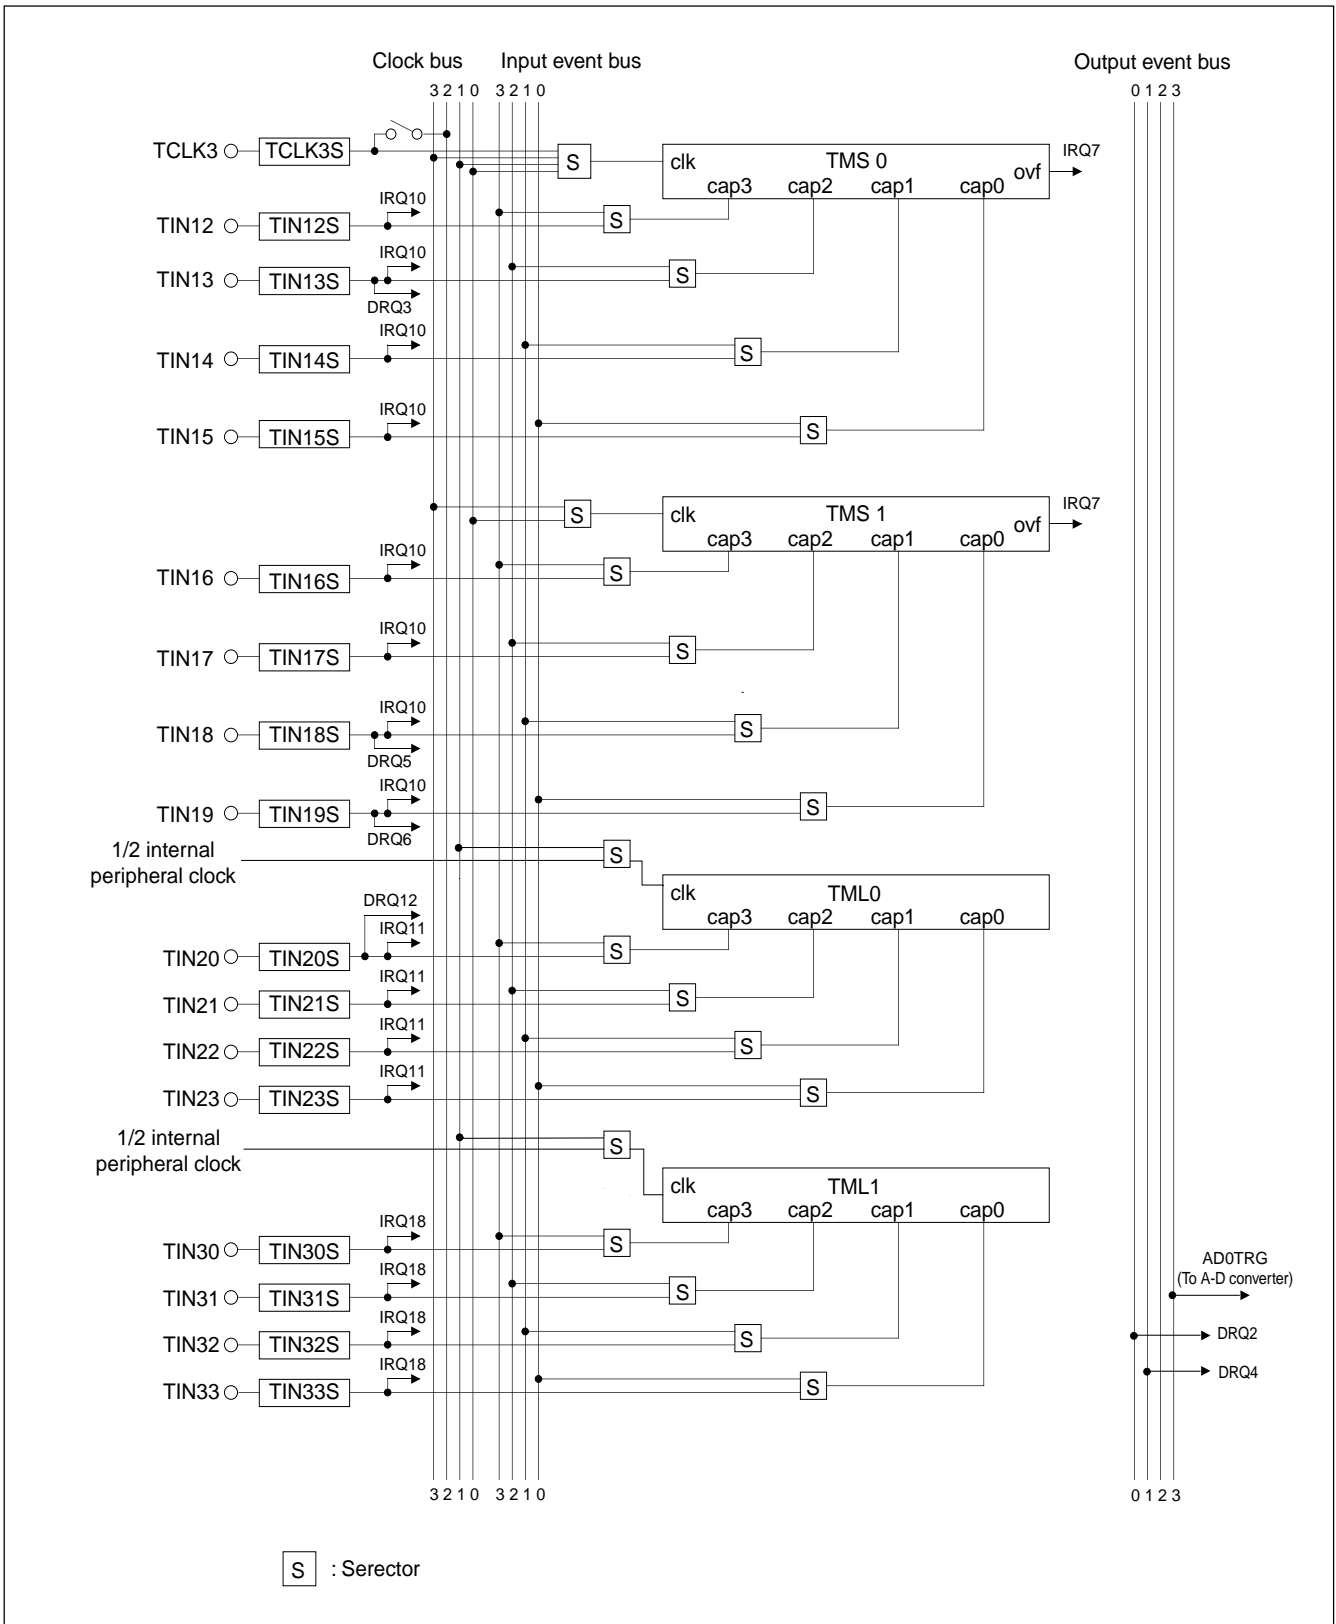 Clock bus Input event bus Output event bus
3 2 1 0 3 2 1 0 0 1 2 3
TCLK3 TCLK3S S clk TMS 0 ovf IRQ7
cap3 cap2 cap1 cap0
IRQ10
TIN12 TIN12S S
IRQ10
TIN13 TIN13S S
DRQ3
IRQ10
TIN14 TIN14S S
IRQ10
TIN15 TIN15S S
S clk TMS 1 ovf IRQ7
cap3 cap2 cap1 cap0
IRQ10
TIN16 TIN16S S
IRQ10
TIN17 TIN17S S
IRQ10
TIN18 TIN18S S
DRQ5
IRQ10
TIN19 TIN19S S
DRQ6
1/2 internal S
peripheral clock
clk TML0
cap3 cap2 cap1 cap0
DRQ12
IRQ11
TIN20 TIN20S S
IRQ11
TIN21 TIN21S S
IRQ11
TIN22 TIN22S S
IRQ11
TIN23 TIN23S S
1/2 internal S
peripheral clock
clk TML1
cap3 cap2 cap1 cap0
IRQ18
TIN30 TIN30S S
AD0TRG
(To A-D converter)
IRQ18
TIN31 TIN31S S
IRQ18
DRQ2
TIN32 TIN32S S
IRQ18
DRQ4
TIN33 TIN33S S
3 2 1 0 3 2 1 0 0 1 2 3
S : Serector